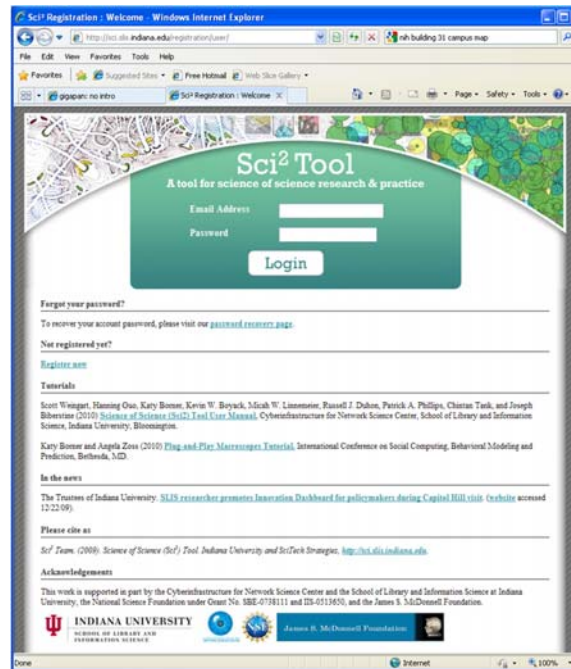 Sci² Registration : Welcome - Windows Internet Explorer
http://sci.slis.indiana.edu/registration/user/
nih building 31 campus map
File Edit View Favorites Tools Help
Favorites Suggested Sites Free Hotmail Web Slice Gallery
gigapan: no intro Sci² Registration : Welcome Page Safety Tools
Sci² Tool
A tool for science of science research & practice
Email Address
Password
Login
Forgot your password?
To recover your account password, please visit our password recovery page.
Not registered yet?
Register now
Tutorials
Scott Weingart, Hanning Guo, Katy Borner, Kevin W. Boyack, Micah W. Linnemeier, Russell J. Duhon, Patrick A. Phillips, Chintan Tank, and Joseph
Biberstine (2010) Science of Science (Sci2) Tool User Manual. Cyberinfrastructure for Network Science Center, School of Library and Information
Science, Indiana University, Bloomington.
Katy Borner and Angela Zoss (2010) Plug-and-Play Macroscopes Tutorial. International Conference on Social Computing, Behavioral Modeling and
Prediction, Bethesda, MD.
In the news
The Trustees of Indiana University. SLIS researcher promotes Innovation Dashboard for policymakers during Capitol Hill visit. (website accessed
12/22/09).
Please cite as
Sci² Team. (2009). Science of Science (Sci²) Tool. Indiana University and SciTech Strategies, http://sci.slis.indiana.edu.
Acknowledgements
This work is supported in part by the Cyberinfrastructure for Network Science Center and the School of Library and Information Science at Indiana
University, the National Science Foundation under Grant No. SBE-0738111 and IIS-0513650, and the James S. McDonnell Foundation.
INDIANA UNIVERSITY
SCHOOL OF LIBRARY AND
INFORMATION SCIENCE
NSF
James S. McDonnell Foundation
Done Internet 100%